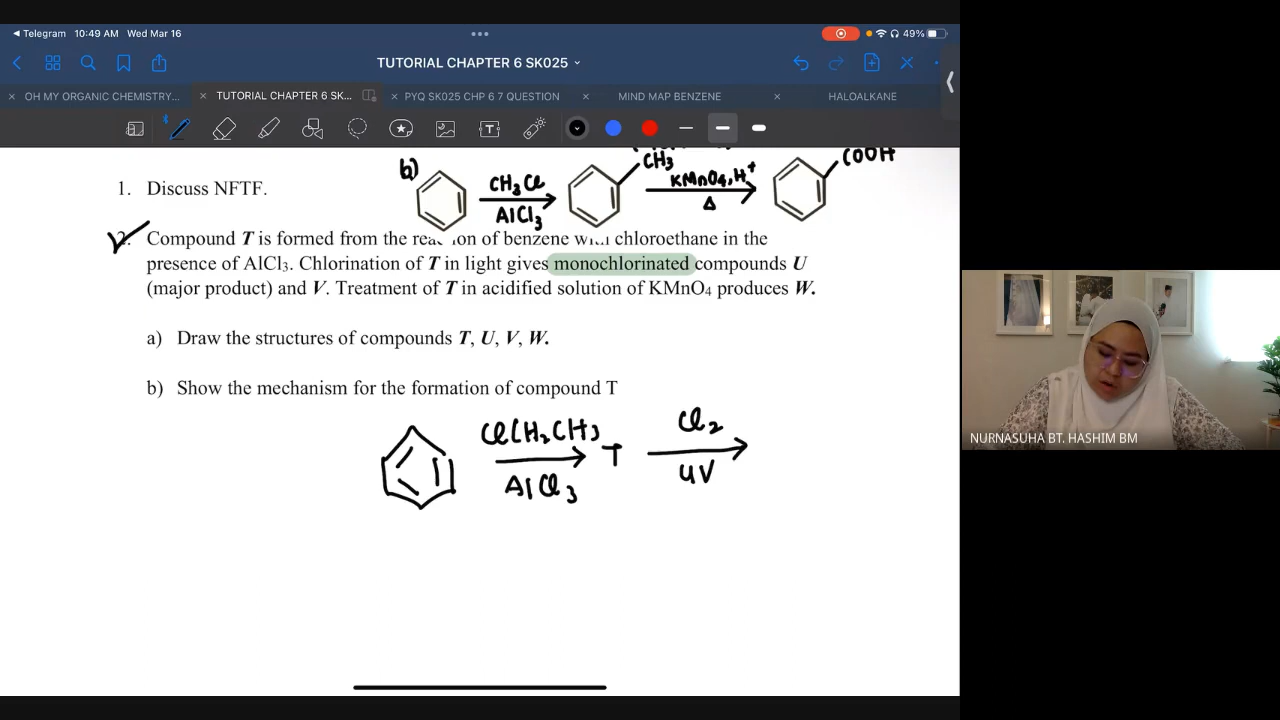 Telegram 10:49 AM Wed Mar 16
49%
TUTORIAL CHAPTER 6 SK025
OH MY ORGANIC CHEMISTRY...
TUTORIAL CHAPTER 6 SK...
PYQ SK025 CHP 6 7 QUESTION
MIND MAP BENZENE
HALOALKANE
1. Discuss NFTF.
b) CH3Cl AlCl3 CH3 KMnO4, H+ Δ COOH
2. Compound T is formed from the reaction of benzene with chloroethane in the
presence of AlCl3. Chlorination of T in light gives monochlorinated compounds U
(major product) and V. Treatment of T in acidified solution of KMnO4 produces W.
a) Draw the structures of compounds T, U, V, W.
b) Show the mechanism for the formation of compound T
ClCH2CH3 AlCl3 T Cl2 UV
NURNASUHA BT. HASHIM BM